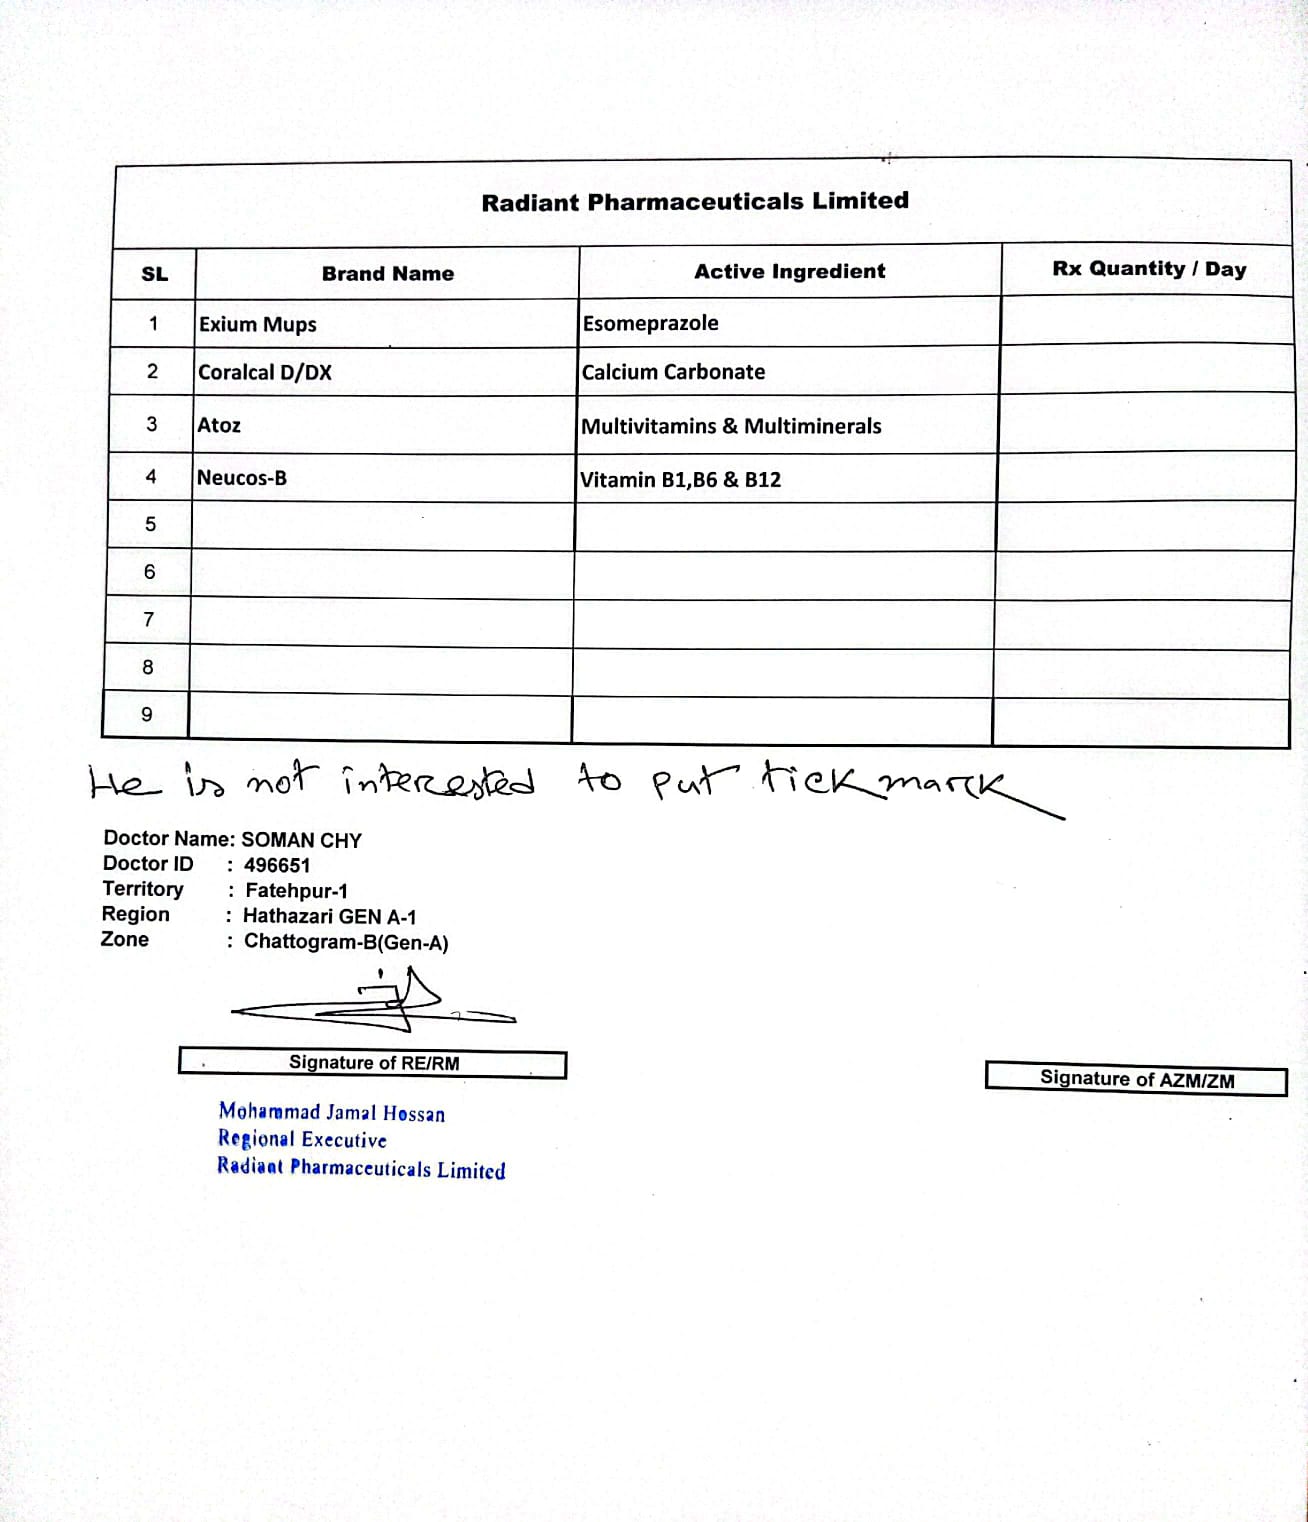 Radiant Pharmaceuticals Limited
SL Brand Name Active Ingredient Rx Quantity / Day
1 Exium Mups Esomeprazole
2 Coralcal D/DX Calcium Carbonate
3 Atoz Multivitamins & Multiminerals
4 Neucos-B Vitamin B1,B6 & B12
5
6
7
8
9
He is not interested to put tick marck
Doctor Name: SOMAN CHY
Doctor ID : 496651
Territory : Fatehpur-1
Region : Hathazari GEN A-1
Zone : Chattogram-B(Gen-A)
Signature of RE/RM
Signature of AZM/ZM
Mohammad Jamal Hossan
Regional Executive
Radiant Pharmaceuticals Limited